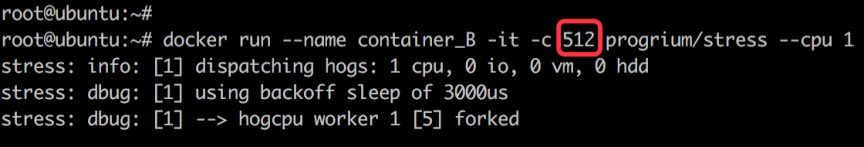 root@ubuntu:~#
root@ubuntu:~# docker run --name container_B -it -c 512 progrium/stress --cpu 1
stress: info: [1] dispatching hogs: 1 cpu, 0 io, 0 vm, 0 hdd
stress: dbug: [1] using backoff sleep of 3000us
stress: dbug: [1] --> hogcpu worker 1 [5] forked